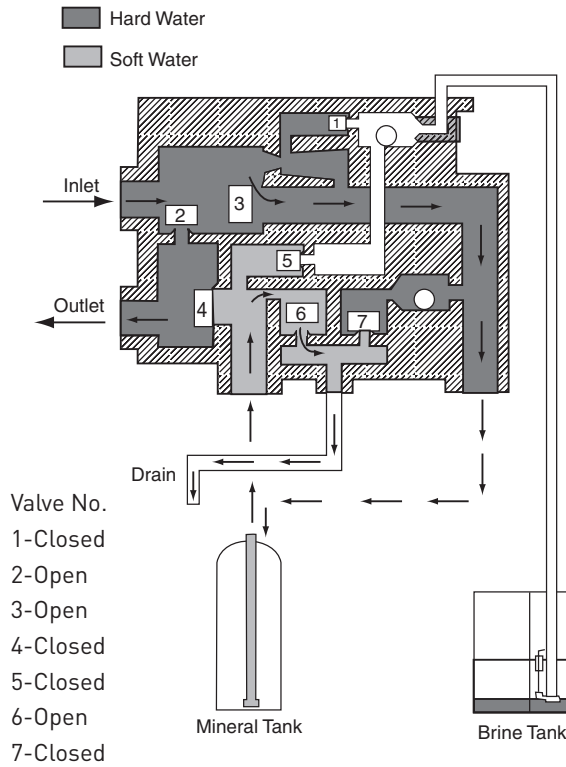 Hard Water
Soft Water
1
Inlet
2
3
5
Outlet
4
6
7
Drain
Valve No.
1-Closed
2-Open
3-Open
4-Closed
5-Closed
6-Open
7-Closed
Mineral Tank
Brine Tank